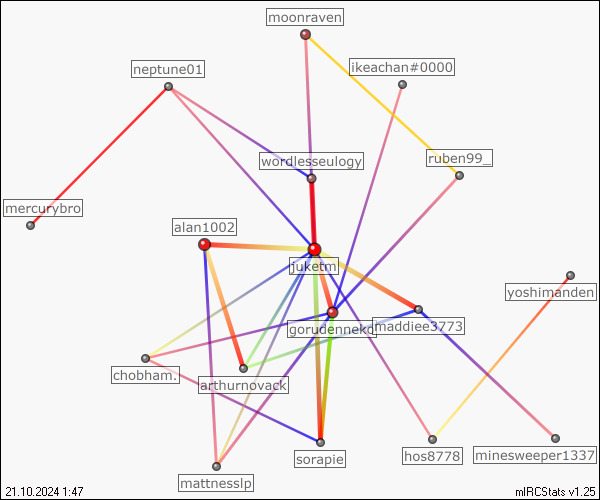 moonraven
ikeachan#0000
neptune01
wordlesseulogy
ruben99_
mercurybro
alan1002
juketm
yoshimanden
gorudennekc
maddiee3773
chobham.
arthurnovack
sorapie
hos8778
minesweeper1337
mattnesslp
21.10.2024 1:47
mIRCStats v1.25